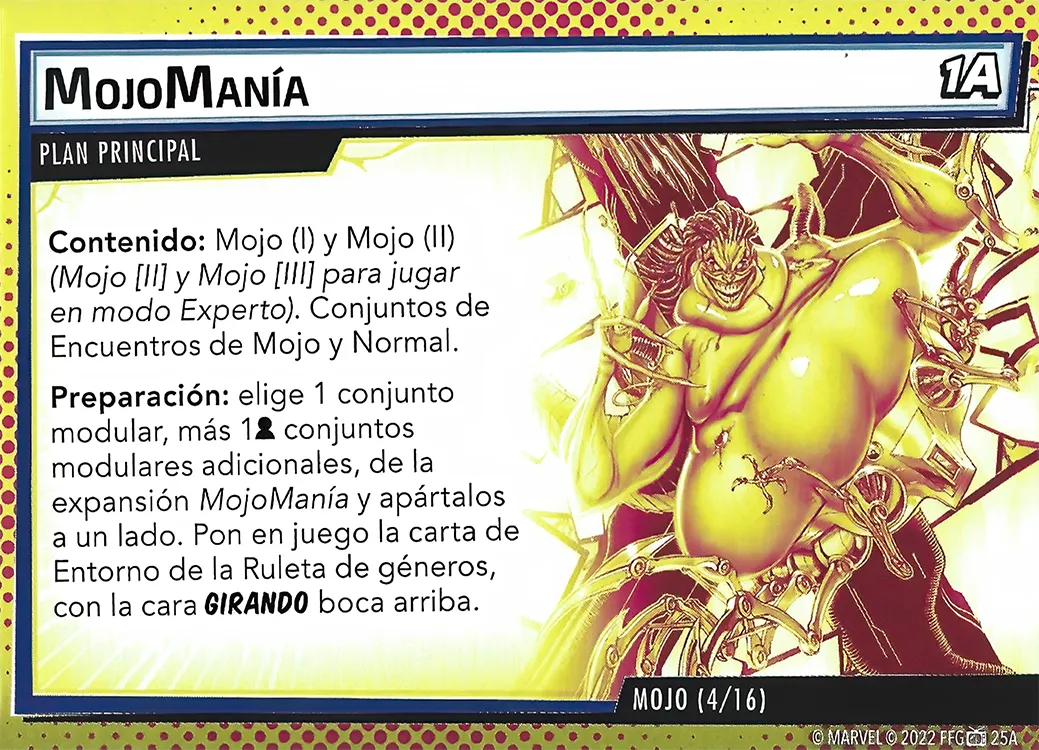 MOJOMANÍA
1A
PLAN PRINCIPAL
Contenido: Mojo (I) y Mojo (II)
(Mojo [II] y Mojo [III] para jugar
en modo Experto). Conjuntos de
Encuentros de Mojo y Normal.
Preparación: elige 1 conjunto
modular, más 1 conjuntos
modulares adicionales, de la
expansión MojoManía y apártalos
a un lado. Pon en juego la carta de
Entorno de la Ruleta de géneros,
con la cara GIRANDO boca arriba.
MOJO (4/16)
© MARVEL © 2022 FFG 25A